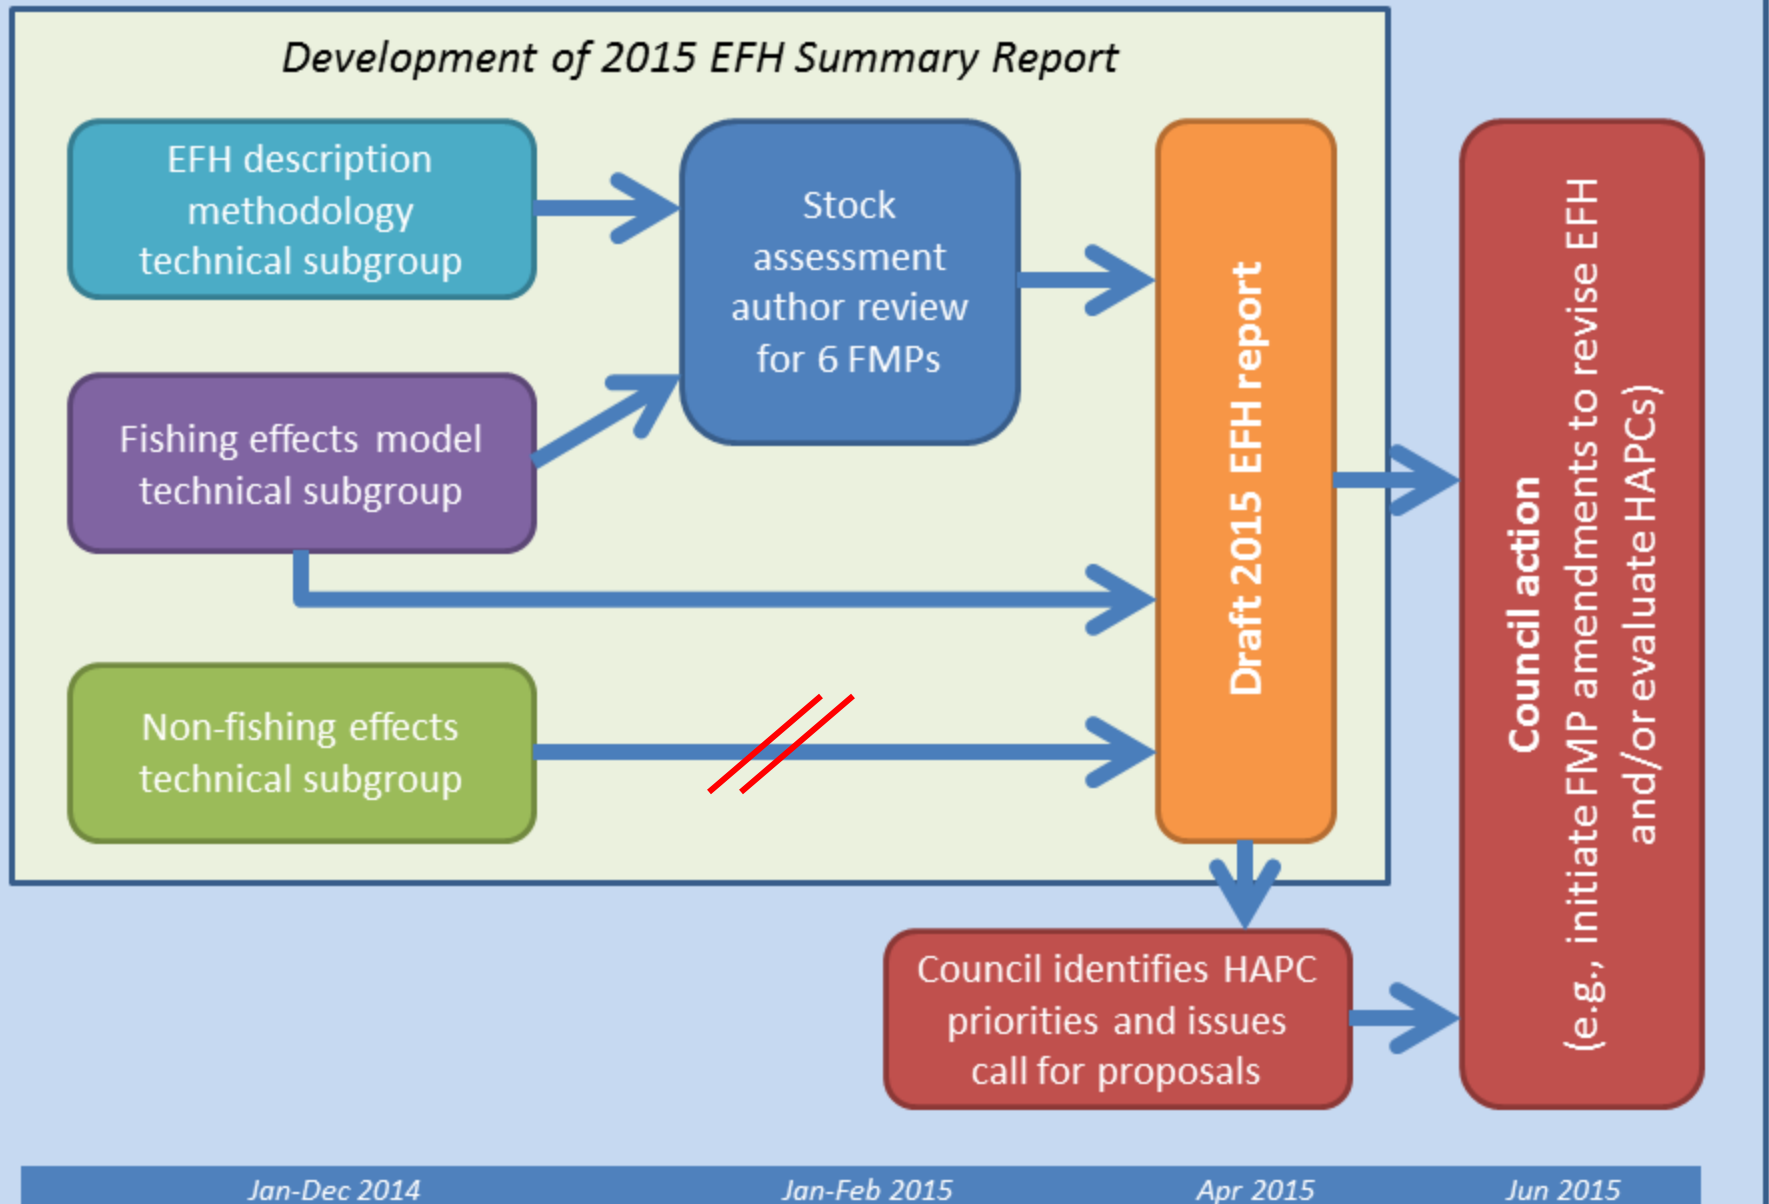 Development of 2015 EFH Summary Report
EFH description
methodology
technical subgroup
Stock
assessment
author review
for 6 FMPs
Fishing effects model
technical subgroup
Non-fishing effects
technical subgroup
Draft 2015 EFH report
Council identifies HAPC
priorities and issues
call for proposals
Council action
(e.g., initiate FMP amendments to revise EFH
and/or evaluate HAPCs)
Jan-Dec 2014
Jan-Feb 2015
Apr 2015
Jun 2015